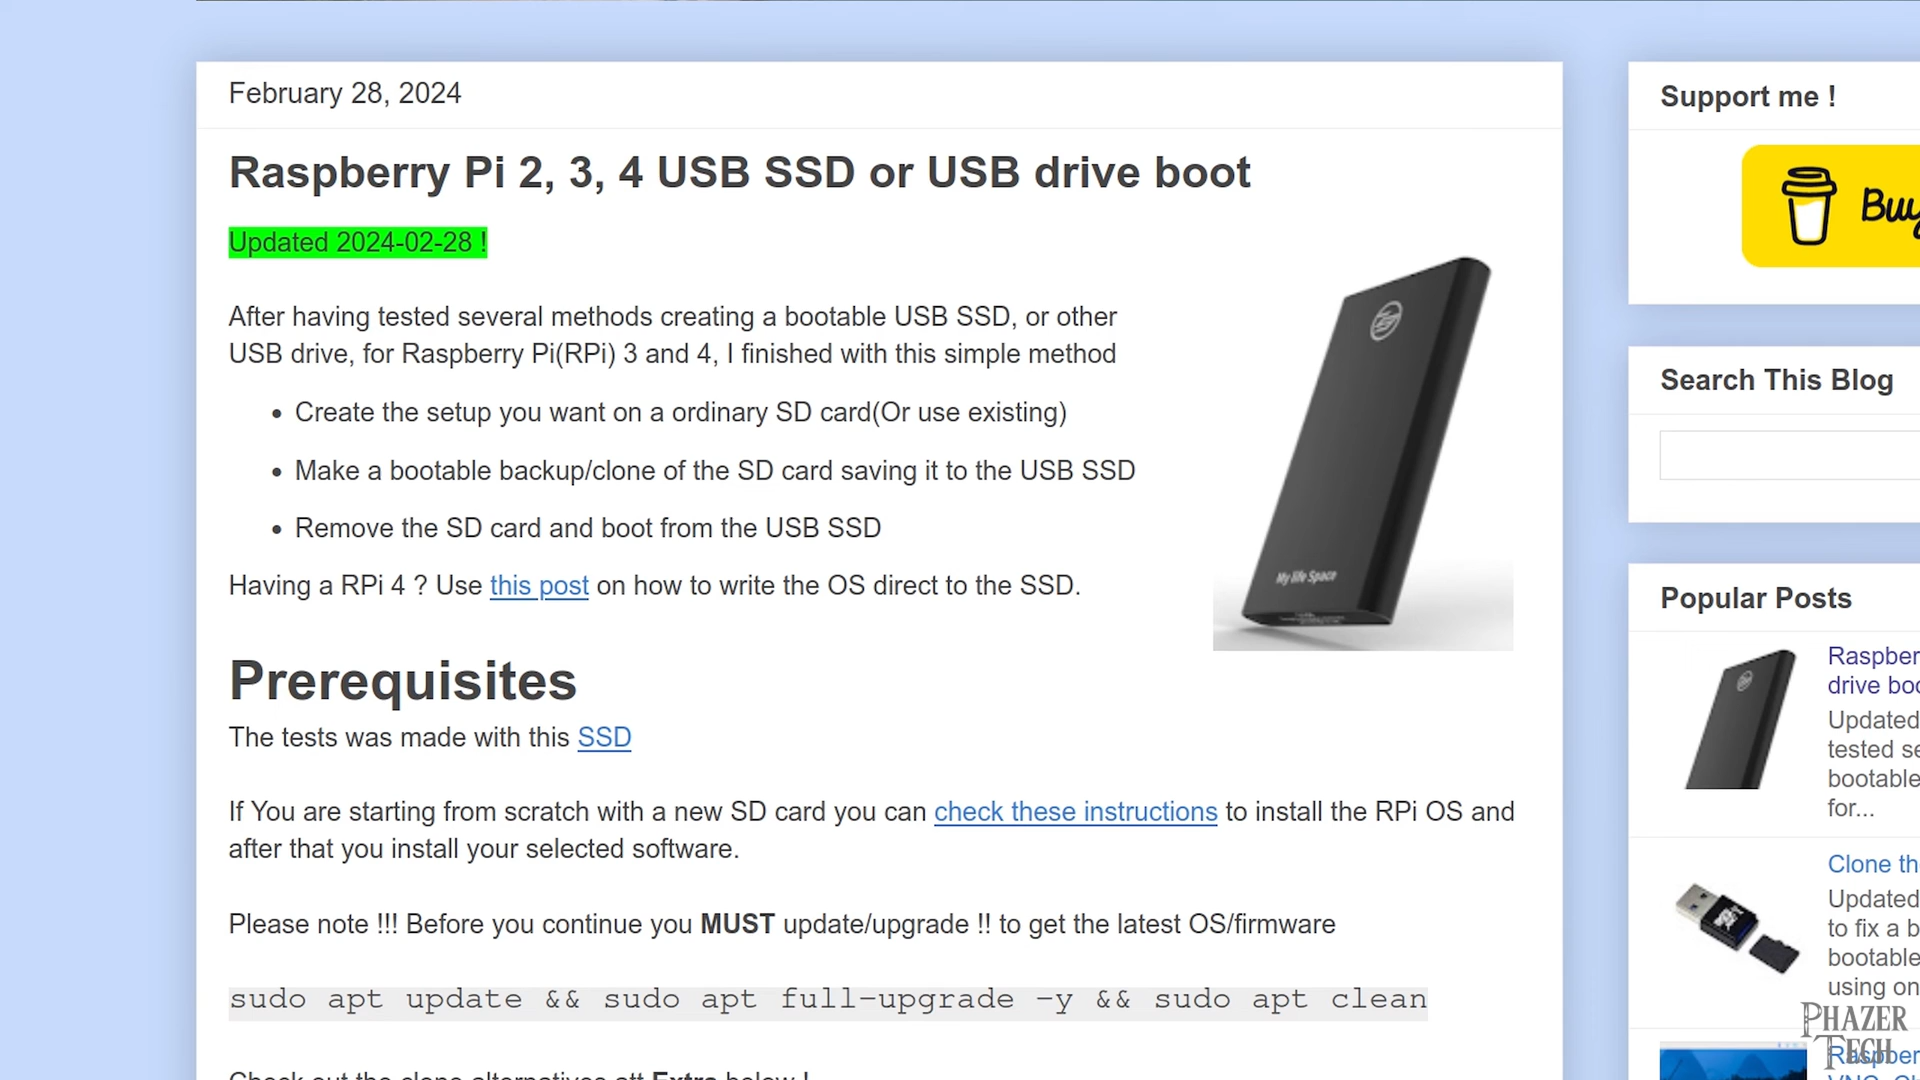 February 28, 2024
Raspberry Pi 2, 3, 4 USB SSD or USB drive boot
Updated 2024-02-28 !
After having tested several methods creating a bootable USB SSD, or other
USB drive, for Raspberry Pi(RPi) 3 and 4, I finished with this simple method
• Create the setup you want on a ordinary SD card(Or use existing)
• Make a bootable backup/clone of the SD card saving it to the USB SSD
• Remove the SD card and boot from the USB SSD
Having a RPi 4 ? Use this post on how to write the OS direct to the SSD.
My life Space
Prerequisites
The tests was made with this SSD
If You are starting from scratch with a new SD card you can check these instructions to install the RPi OS and
after that you install your selected software.
Please note !!! Before you continue you MUST update/upgrade !! to get the latest OS/firmware
sudo apt update && sudo apt full-upgrade -y && sudo apt clean
Check out the clone alternatives att Extra below !
Support me !
Buy
Search This Blog
Popular Posts
Raspber
drive boo
Updated
tested se
bootable
for...
Clone th
Updated
to fix a b
bootable
using on
Raspber
PHAZER
TECH